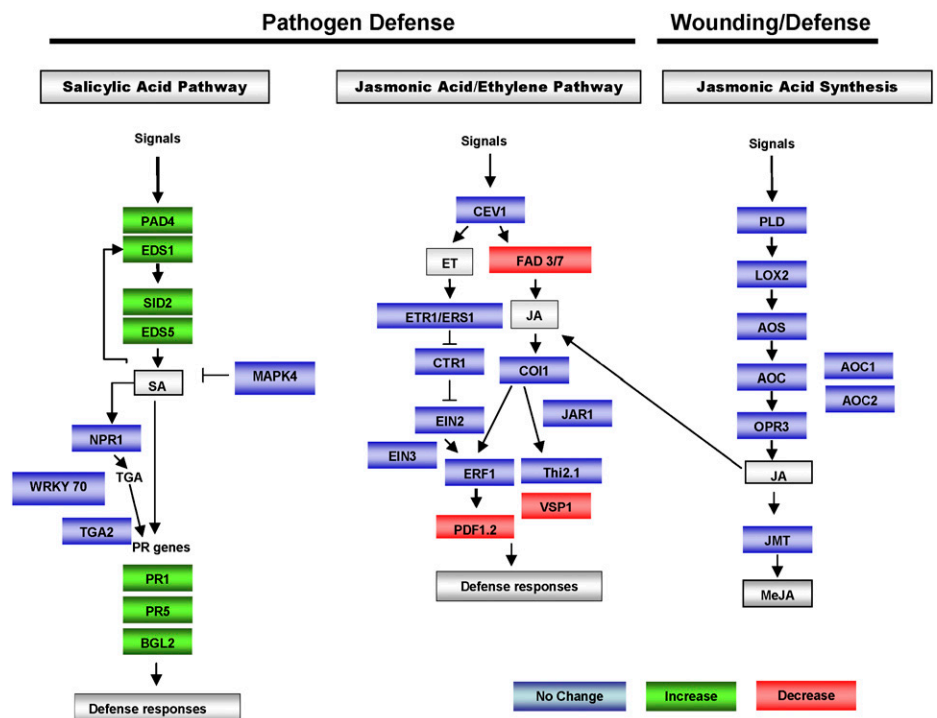 Pathogen Defense
Wounding/Defense
Salicylic Acid Pathway
Jasmonic Acid/Ethylene Pathway
Jasmonic Acid Synthesis
Signals
PAD4
EDS1
SID2
EDS5
SA
MAPK4
NPR1
TGA
WRKY 70
TGA2
PR genes
PR1
PR5
BGL2
Defense responses
Signals
CEV1
ET
FAD 3/7
ETR1/ERS1
JA
CTR1
COI1
EIN2
JAR1
EIN3
ERF1
Thi2.1
VSP1
PDF1.2
Defense responses
Signals
PLD
LOX2
AOS
AOC
AOC1
AOC2
OPR3
JA
JMT
MeJA
No Change
Increase
Decrease